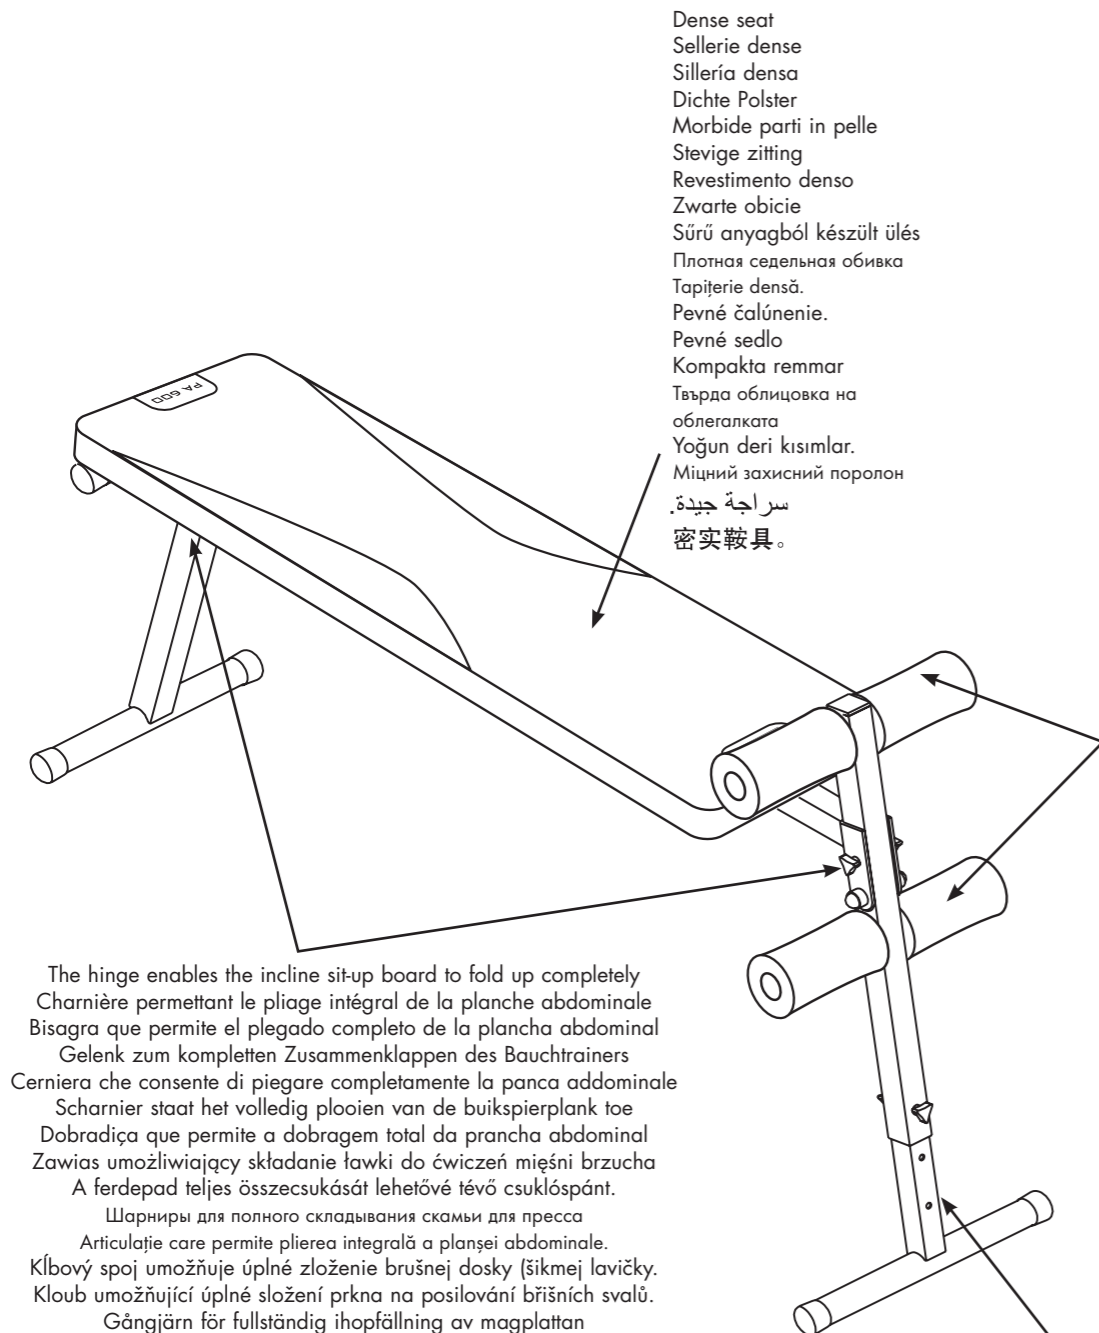 Dense seat
Sellerie dense
Sillería densa
Dichte Polster
Morbide parti in pelle
Stevige zitting
Revestimento denso
Zwarte obicie
Sűrű anyagból készült ülés
Плотная седельная обивка
Tapiţerie densă.
Pevné čalúnenie.
Pevné sedlo
Kompakta remmar
Твърда облицовка на
облегалката
Yoğun deri kısımlar.
Міцний захисний поролон
سراجة جيدة.
密实鞍具。
PA 600
The hinge enables the incline sit-up board to fold up completely
Charnière permettant le pliage intégral de la planche abdominale
Bisagra que permite el plegado completo de la plancha abdominal
Gelenk zum kompletten Zusammenklappen des Bauchtrainers
Cerniera che consente di piegare completamente la panca addominale
Scharnier staat het volledig plooien van de buikspierplank toe
Dobradiça que permite a dobragem total da prancha abdominal
Zawias umożliwiający składanie ławki do ćwiczeń mięśni brzucha
A ferdepad teljes összecsukását lehetővé tévő csuklóspánt.
Шарниры для полного складывания скамьи для пресса
Articulaţie care permite plierea integrală a planşei abdominale.
Kĺbový spoj umožňuje úplné zloženie brušnej dosky (šikmej lavičky.
Kloub umožňující úplné složení prkna na posilování břišních svalů.
Gångjärn för fullständig ihopfällning av magplattan